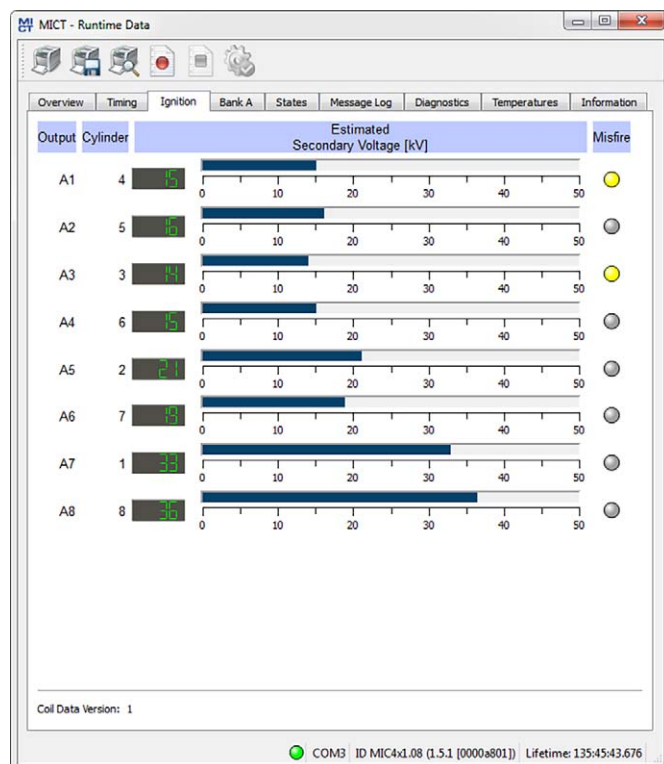 MICT - Runtime Data
Overview Timing Ignition Bank A States Message Log Diagnostics Temperatures Information
Output Cylinder Estimated Secondary Voltage [kV] Misfire
A1 4 15
0 10 20 30 40 50
A2 5 16
0 10 20 30 40 50
A3 3 14
0 10 20 30 40 50
A4 6 15
0 10 20 30 40 50
A5 2 21
0 10 20 30 40 50
A6 7 19
0 10 20 30 40 50
A7 1 33
0 10 20 30 40 50
A8 8 36
0 10 20 30 40 50
Coil Data Version: 1
COM3 ID MIC4x1.08 (1.5.1 [0000a801]) Lifetime: 135:45:43.676